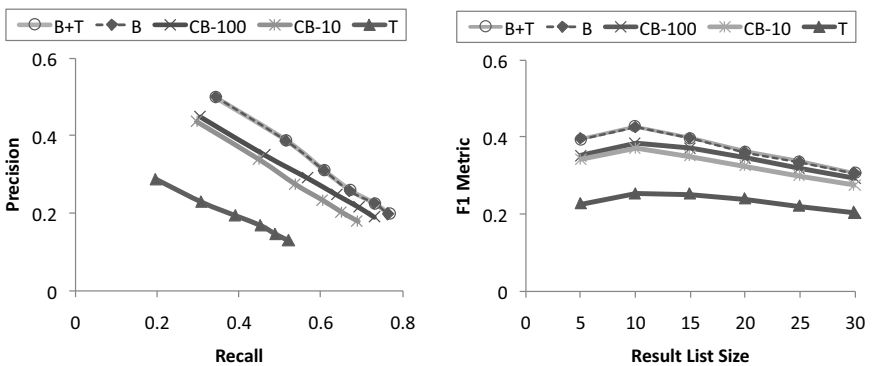 B+T B CB-100 CB-10 T
0.6
0.4
0.2
0
Precision
0 0.2 0.4 0.6 0.8
Recall
B+T B CB-100 CB-10 T
0.6
0.4
0.2
0
F1 Metric
0 5 10 15 20 25 30
Result List Size